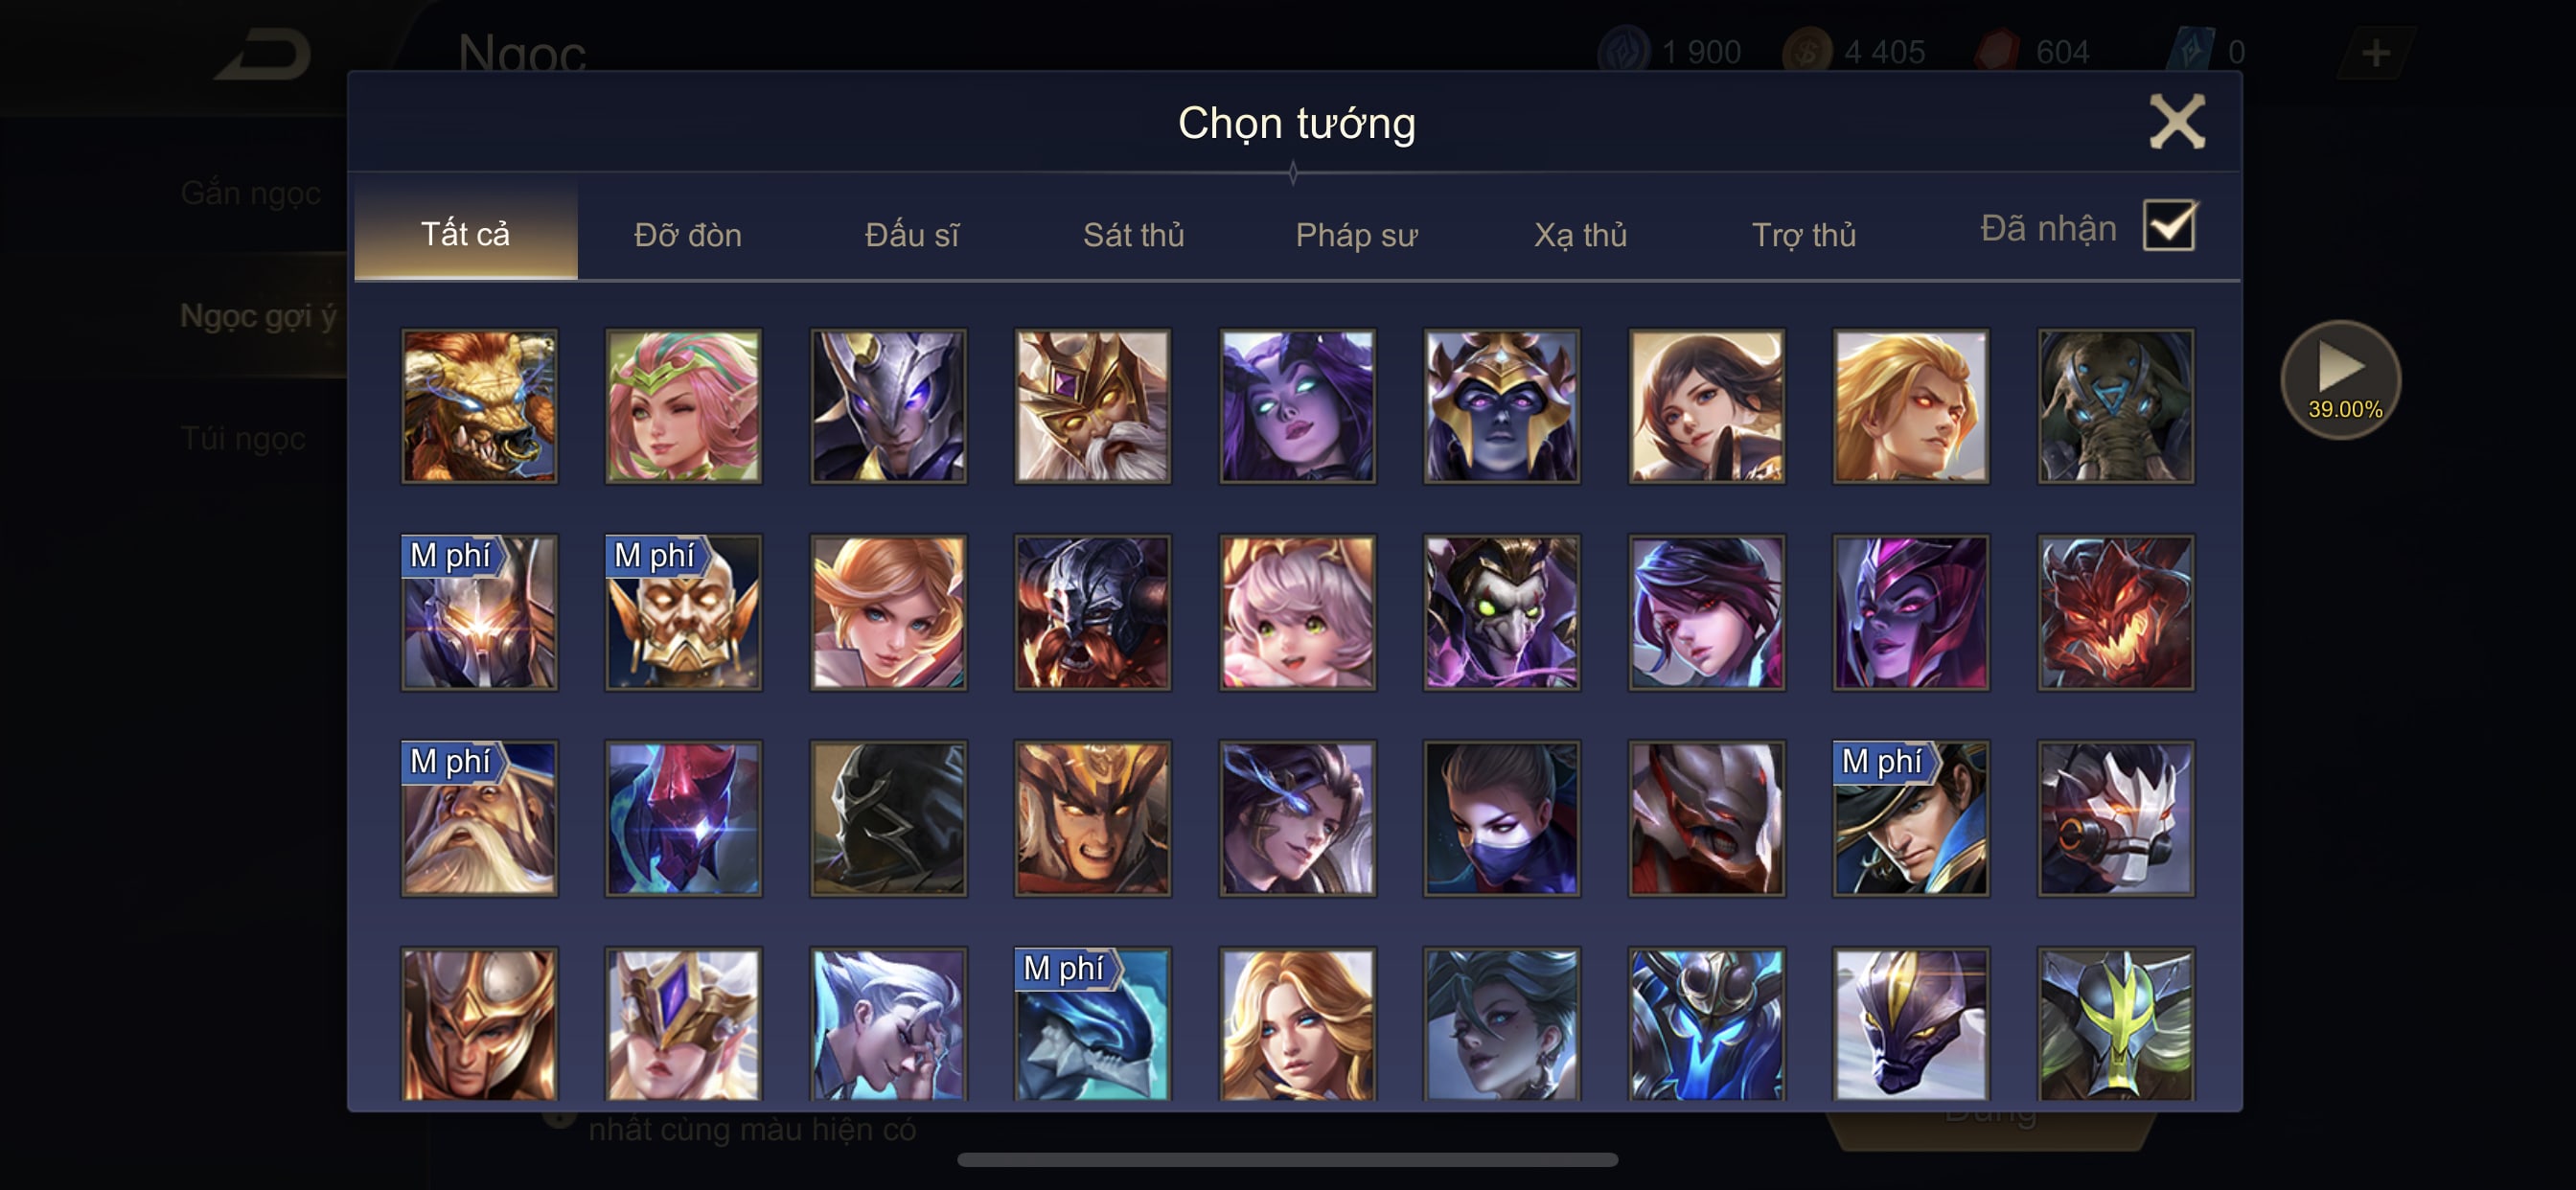 Ngọc
1 900
4 405
604
0
Chọn tướng
Gắn ngọc
Ngọc gợi ý
Túi ngọc
Tất cả
Đỡ đòn
Đấu sĩ
Sát thủ
Pháp sư
Xạ thủ
Trợ thủ
Đã nhận
39.00%
M phí
M phí
M phí
M phí
M phí
nhất cùng màu hiện có